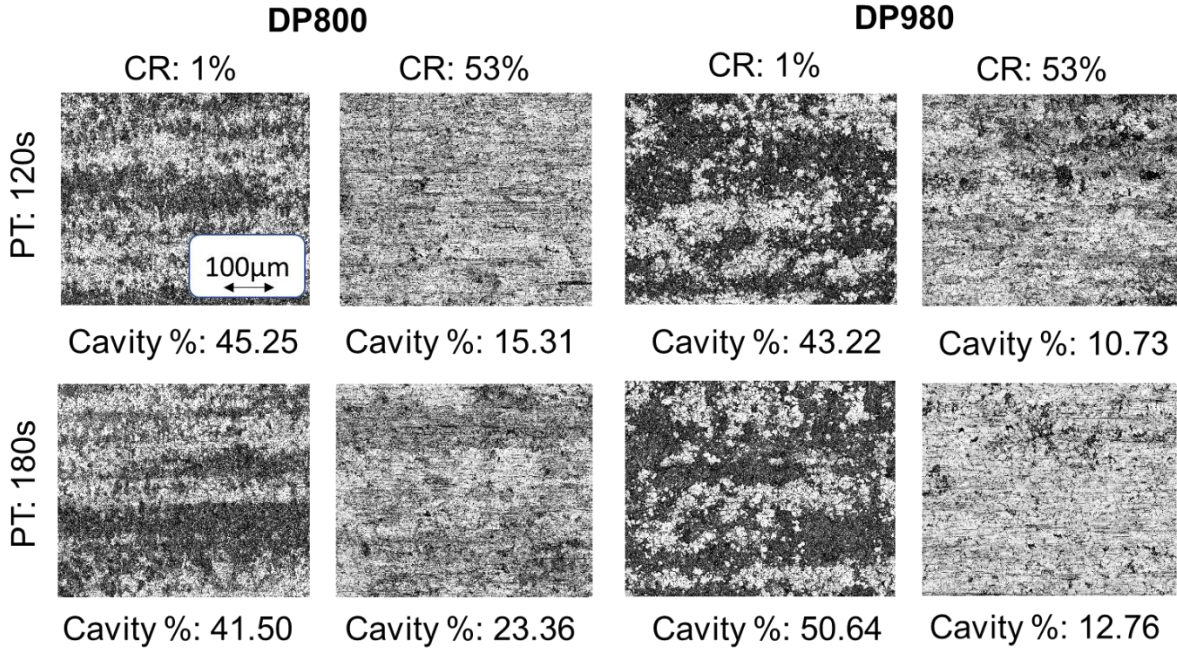 DP800 DP980
CR: 1% CR: 53% CR: 1% CR: 53%
PT: 120s
100µm
Cavity %: 45.25 Cavity %: 15.31 Cavity %: 43.22 Cavity %: 10.73
PT: 180s
Cavity %: 41.50 Cavity %: 23.36 Cavity %: 50.64 Cavity %: 12.76